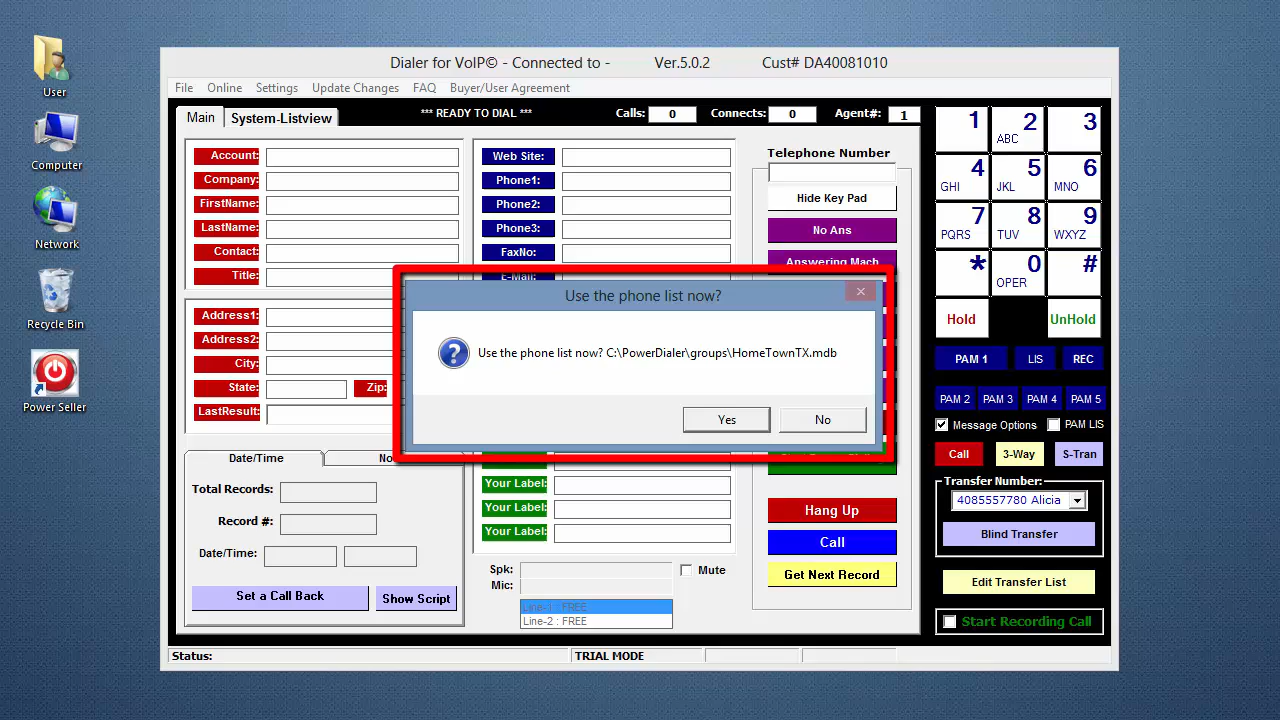 Dialer for VoIP© - Connected to - Ver.5.0.2 Cust# DA40081010
File Online Settings Update Changes FAQ Buyer/User Agreement
Main System-Listview *** READY TO DIAL *** Calls: 0 Connects: 0 Agent#: 1
Account:
Company:
FirstName:
LastName:
Contact:
Title:
Address1:
Address2:
City:
State: Zip:
LastResult:
Web Site:
Phone1:
Phone2:
Phone3:
FaxNo:
E-Mail:
Telephone Number
Hide Key Pad
No Ans
Answering Mach
Use the phone list now?
Use the phone list now? C:\PowerDialer\groups\HomeTownTX.mdb
Yes No
Date/Time No
Total Records:
Record #:
Date/Time:
Set a Call Back Show Script
Your Label:
Your Label:
Your Label:
Spk: Mute
Mic:
Line-1 : FREE
Line-2 : FREE
Hang Up
Call
Get Next Record
1 2 ABC 3
4 GHI 5 JKL 6 MNO
7 PQRS 8 TUV 9 WXYZ
* 0 OPER #
Hold UnHold
PAM 1 LIS REC
PAM 2 PAM 3 PAM 4 PAM 5
Message Options PAM LIS
Call 3-Way S-Tran
Transfer Number:
4085557780 Alicia
Blind Transfer
Edit Transfer List
Start Recording Call
Status: TRIAL MODE
User
Computer
Network
Recycle Bin
Power Seller